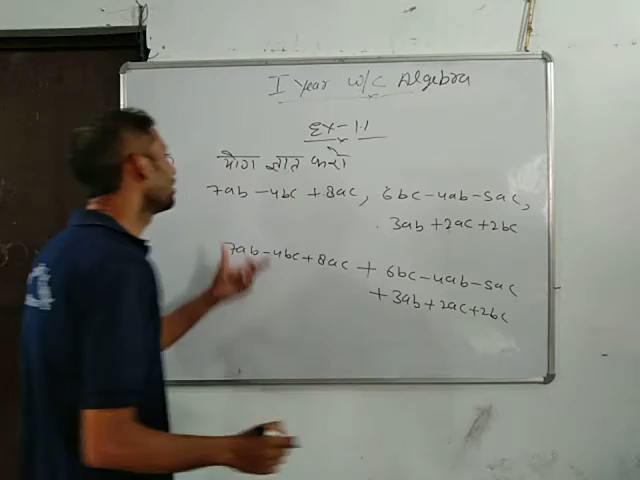 I Year W/C Algebra
Ex-1.1
योग ज्ञात करो
7ab -4bc +8ac, 6bc-4ab-5ac,
3ab+2ac+2bc
7ab-4bc+8ac + 6bc-4ab-5ac
+3ab+2ac+2bc